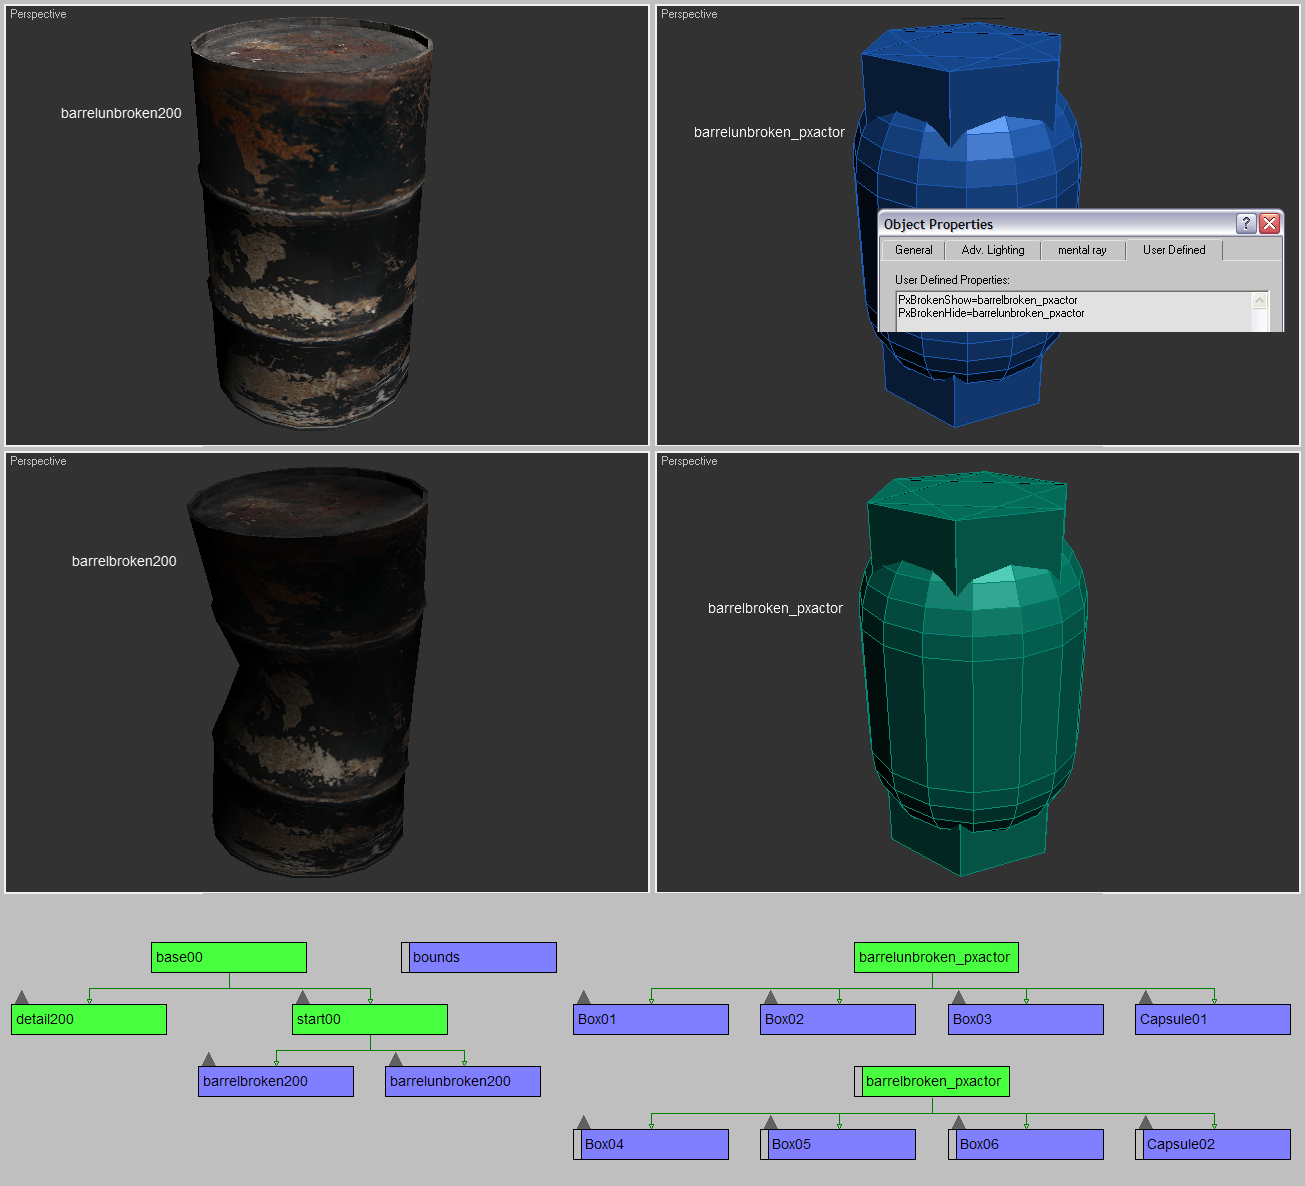 Perspective
barrelunbroken200
Perspective
barrelunbroken_pxactor
Object Properties
General
Adv. Lighting
mental ray
User Defined
User Defined Properties:
PxBrokenShow=barrelbroken_pxactor
PxBrokenHide=barrelunbroken_pxactor
Perspective
barrelbroken200
Perspective
barrelbroken_pxactor
base00
bounds
barrelunbroken_pxactor
detail200
start00
Box01
Box02
Box03
Capsule01
barrelbroken200
barrelunbroken200
barrelbroken_pxactor
Box04
Box05
Box06
Capsule02